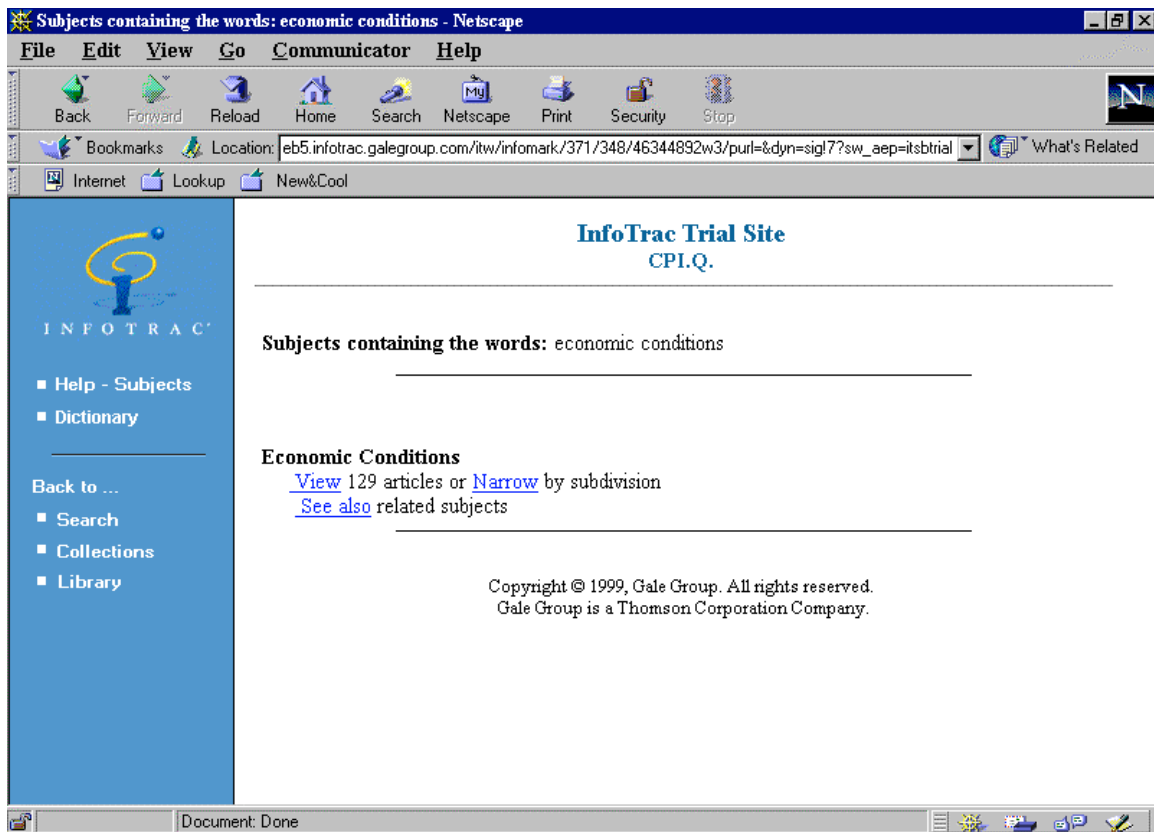 Subjects containing the words: economic conditions - Netscape
File Edit View Go Communicator Help
My
N
Back Forward Reload Home Search Netscape Print Security Stop
Bookmarks Location: eb5.infotrac.galegroup.com/itw/infomark/371/348/46344892w3/purl=&dyn=sig!7?sw_aep=itsbtrial What's Related
Internet Lookup New&Cool
InfoTrac Trial Site
CPI.Q.
INFOTRAC
Subjects containing the words: economic conditions
Help - Subjects
Dictionary
Economic Conditions
View 129 articles or Narrow by subdivision
See also related subjects
Back to ...
Search
Collections
Library
Copyright © 1999, Gale Group. All rights reserved.
Gale Group is a Thomson Corporation Company.
Document: Done